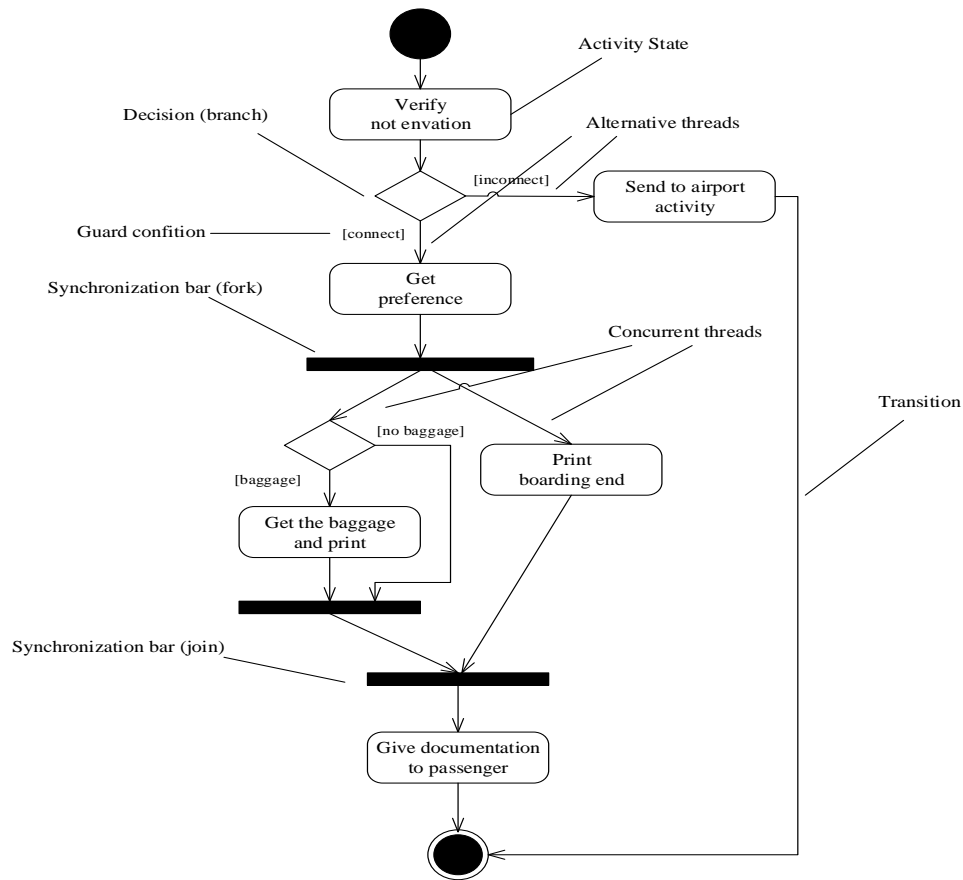 Activity State
Verify
not envation
Decision (branch)
Alternative threads
[inconnect]
Send to airport
activity
Guard confition
[connect]
Get
preference
Synchronization bar (fork)
Concurrent threads
Transition
[no baggage]
Print
boarding end
[baggage]
Get the baggage
and print
Synchronization bar (join)
Give documentation
to passenger